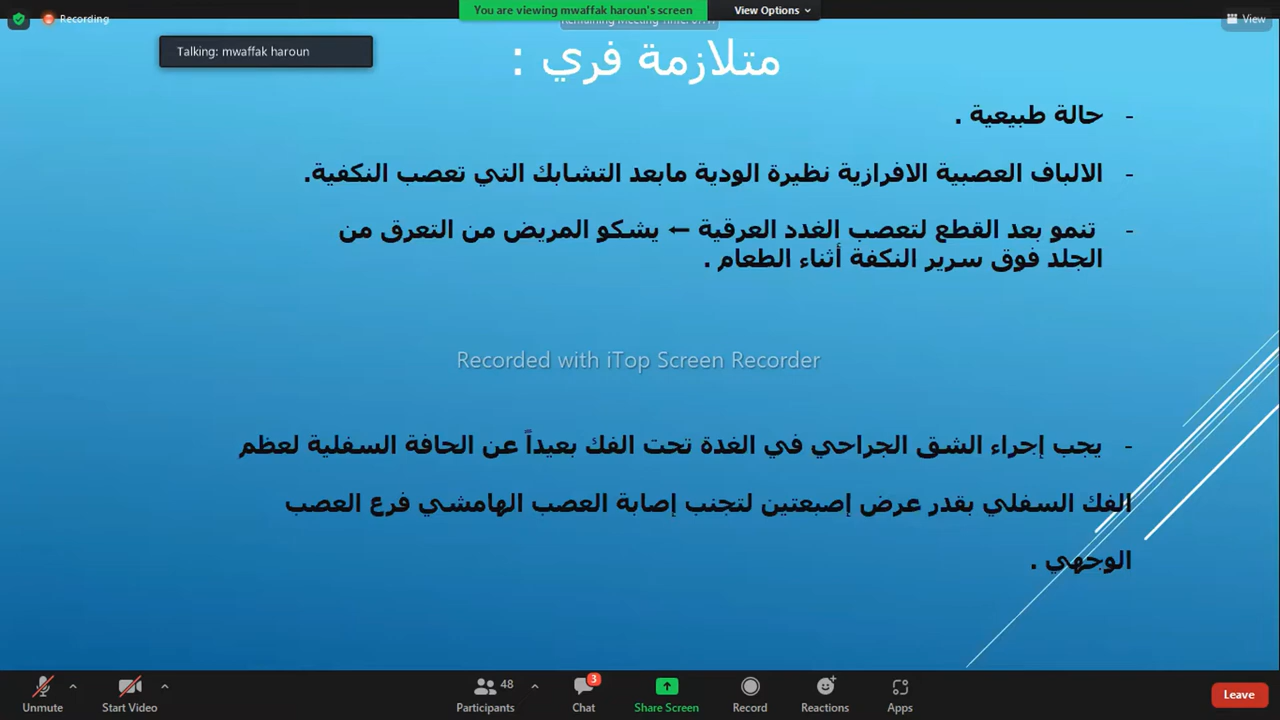 Recording
You are viewing mwaffak haroun's screen
View Options
View
Talking: mwaffak haroun
متلازمة فري :
- حالة طبيعية .
- الالباف العصبية الافرازية نظيرة الودية مابعد التشابك التي تعصب النكفية.
- تنمو بعد القطع لتعصب الغدد العرقية ← يشكو المريض من التعرق من
الجلد فوق سرير النكفة أثناء الطعام .
Recorded with iTop Screen Recorder
- يجب إجراء الشق الجراحي في الغدة تحت الفك بعيداً عن الحافة السفلية لعظم
الفك السفلي بقدر عرض إصبعتين لتجنب إصابة العصب الهامشي فرع العصب
الوجهي .
Unmute
Start Video
48
Participants
3
Chat
Share Screen
Record
Reactions
Apps
Leave